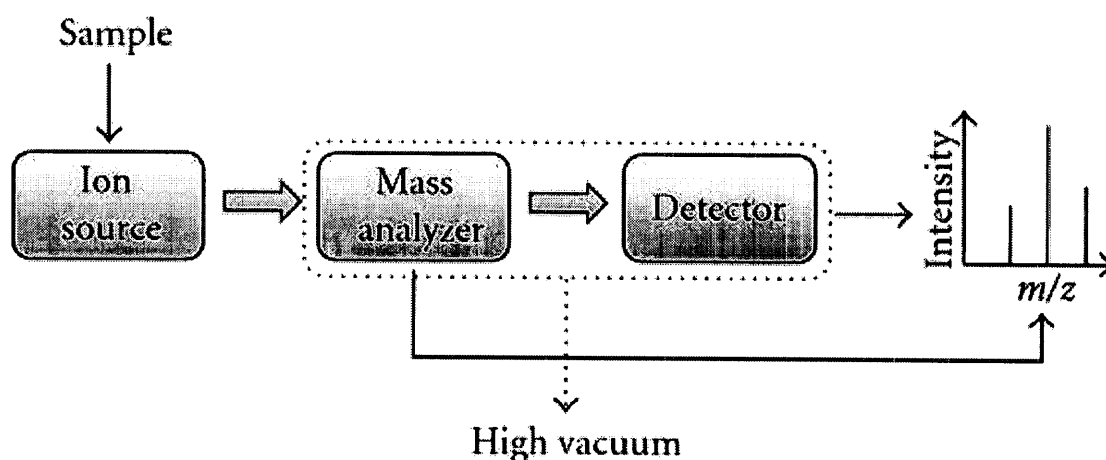 Sample
Ion
source
Mass
analyzer
Detector
Intensity
m/z
High vacuum